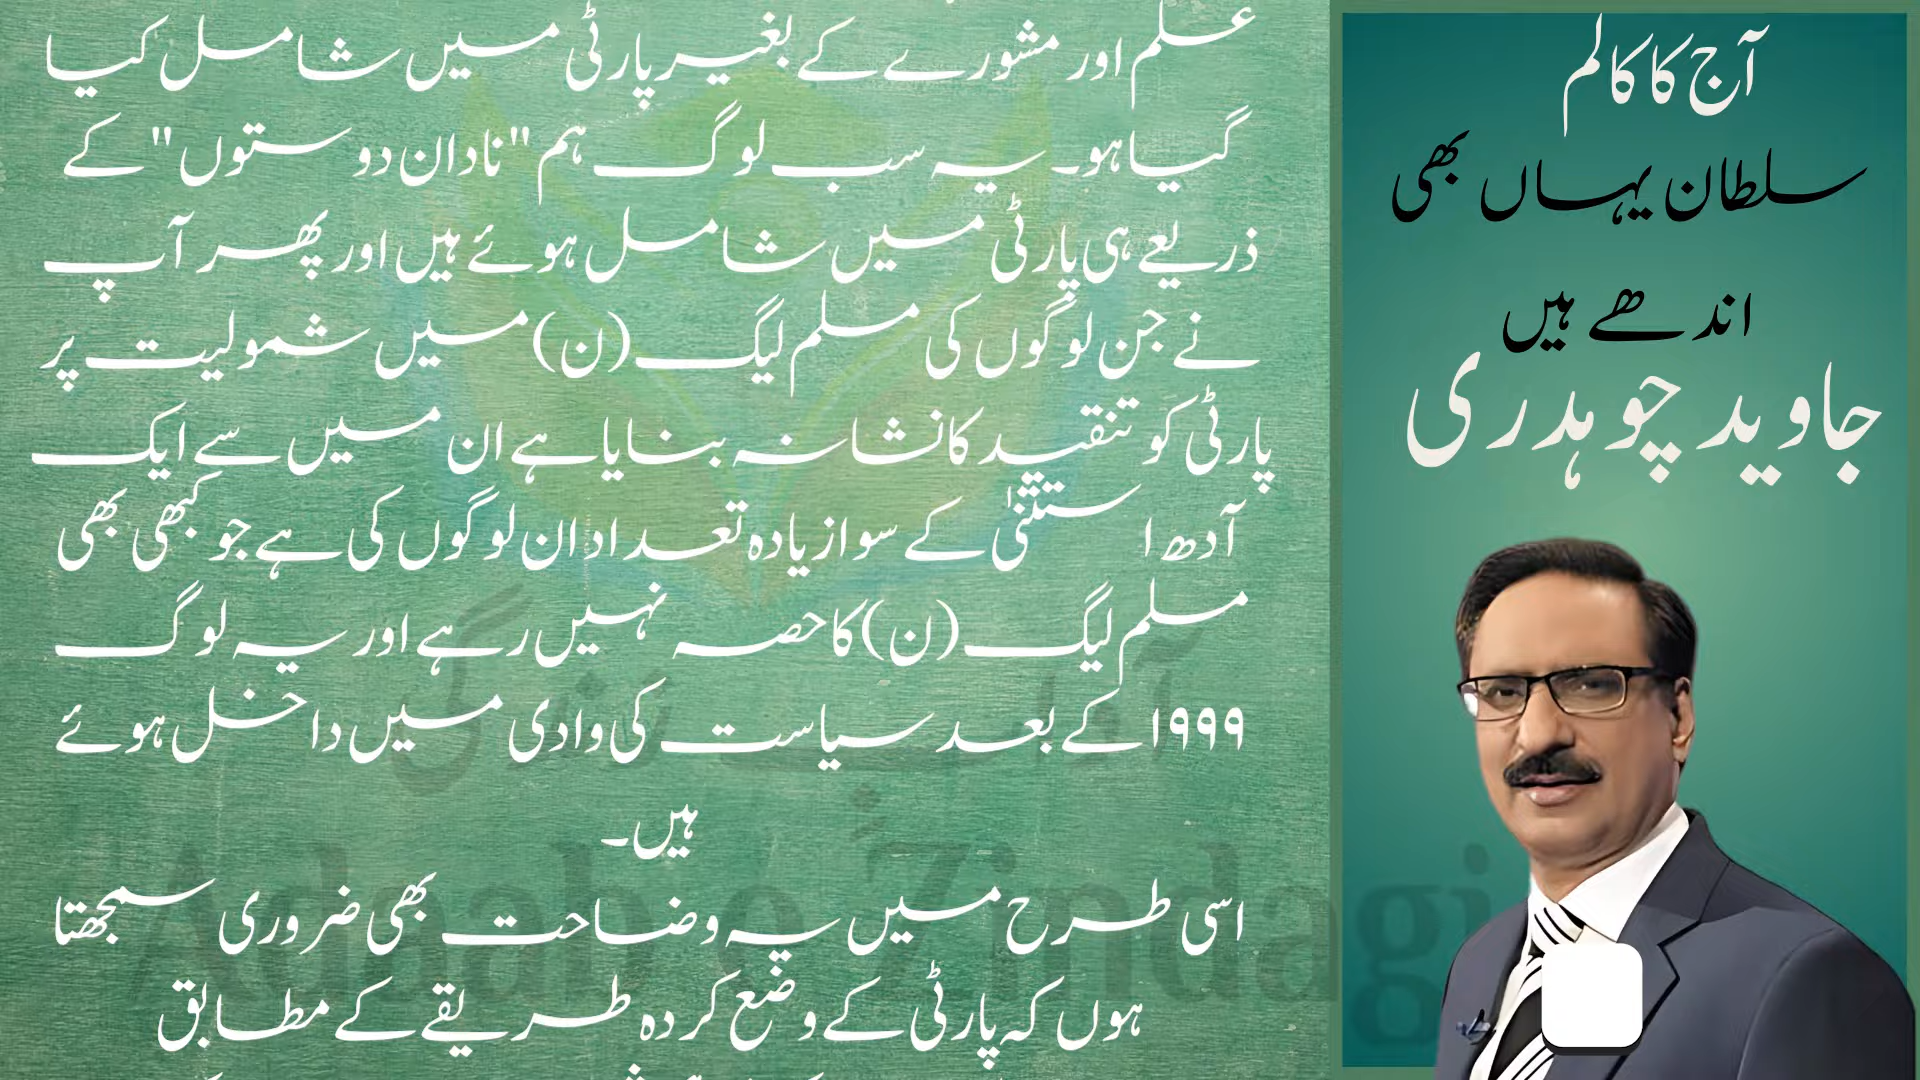 علم اور مشورے کے بغیر پارٹی میں شامل کیا
گیا ہو۔ یہ سب لوگ ہم "نادان دوستوں" کے
ذریعے ہی پارٹی میں شامل ہوئے ہیں اور پھر آپ
نے جن لوگوں کی مسلم لیگ (ن) میں شمولیت پر
پارٹی کو تنقید کا نشانہ بنایا ہے ان میں سے ایک
آدھ استثنیٰ کے سوا زیادہ تعداد ان لوگوں کی ہے جو کبھی بھی
مسلم لیگ (ن) کا حصہ نہیں رہے اور یہ لوگ
۱۹۹۹ کے بعد سیاست کی وادی میں داخل ہوئے
ہیں۔
اسی طرح میں یہ وضاحت بھی ضروری سمجھتا
ہوں کہ پارٹی کے وضع کردہ طریقے کے مطابق
آج کا کالم
سلطان یہاں بھی
اندھے ہیں
جاوید چوہدری
Adaab e Zindagi